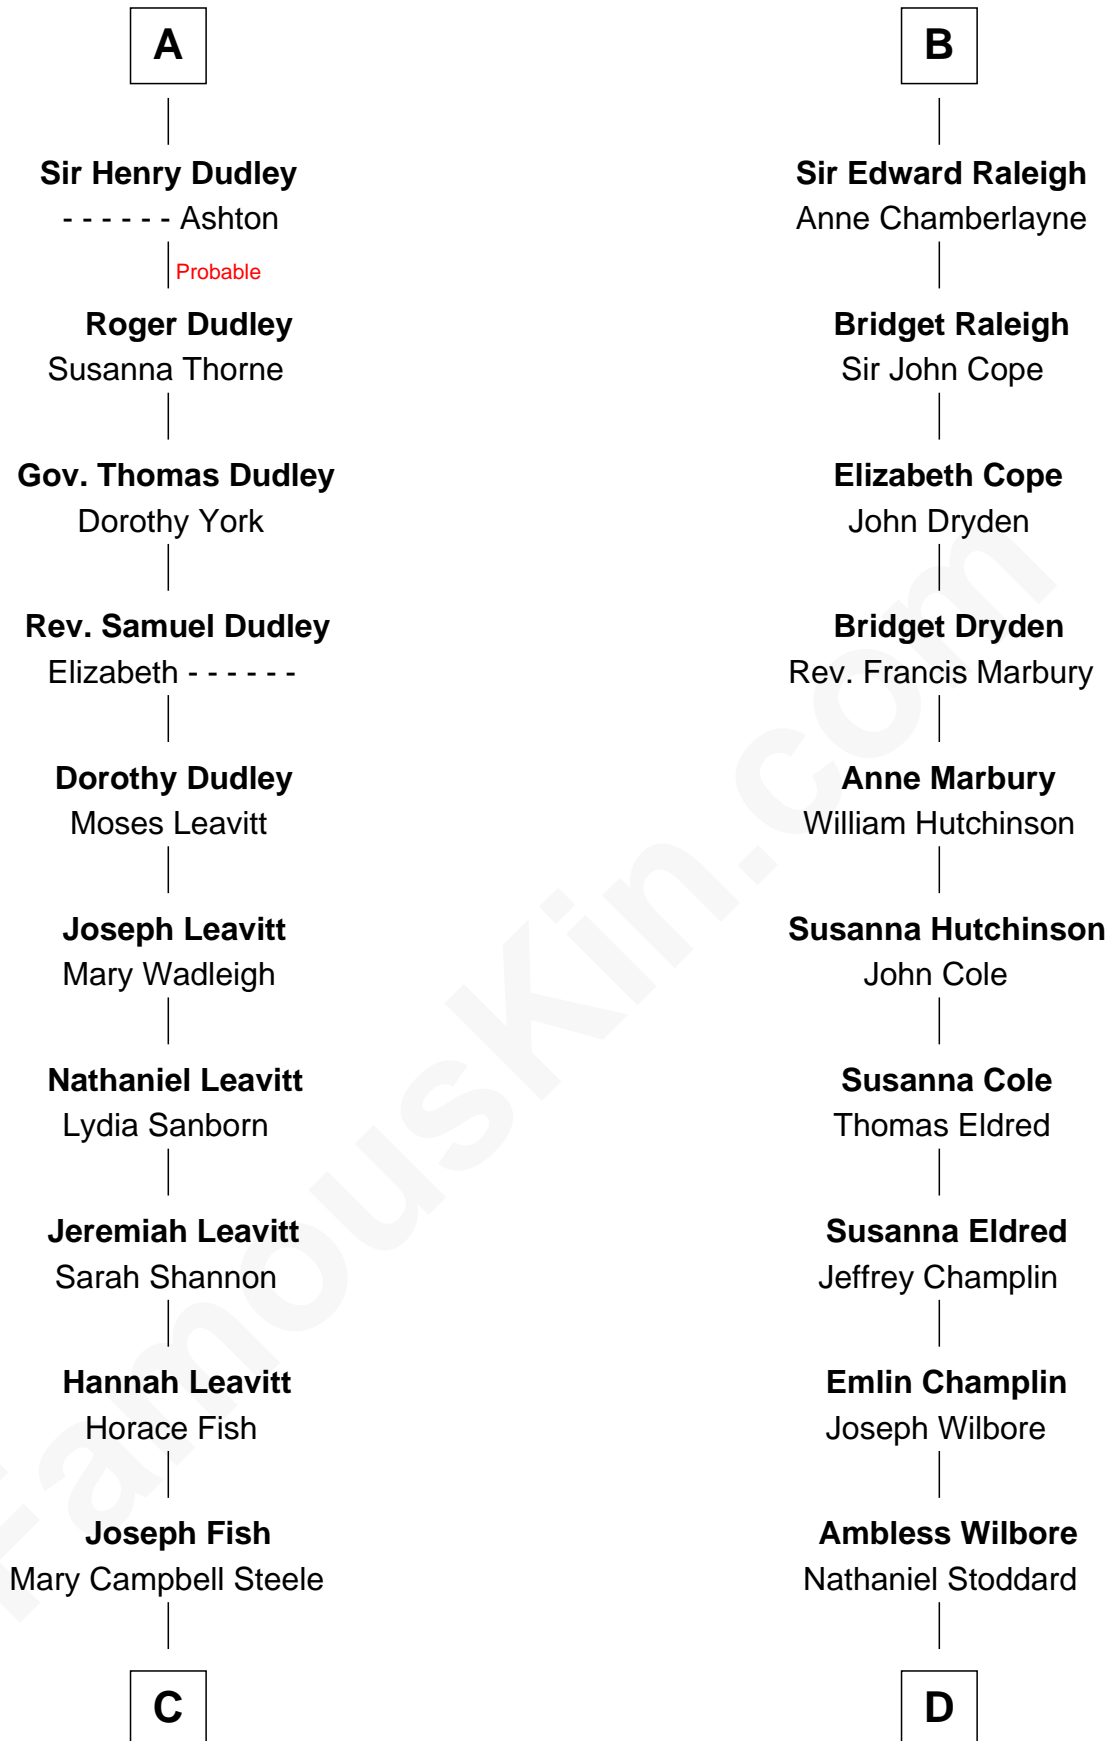 A
Sir Henry Dudley
- - - - - - Ashton
Probable
Roger Dudley
Susanna Thorne
Gov. Thomas Dudley
Dorothy York
Rev. Samuel Dudley
Elizabeth - - - - - -
Dorothy Dudley
Moses Leavitt
Joseph Leavitt
Mary Wadleigh
Nathaniel Leavitt
Lydia Sanborn
Jeremiah Leavitt
Sarah Shannon
Hannah Leavitt
Horace Fish
Joseph Fish
Mary Campbell Steele
C
B
Sir Edward Raleigh
Anne Chamberlayne
Bridget Raleigh
Sir John Cope
Elizabeth Cope
John Dryden
Bridget Dryden
Rev. Francis Marbury
Anne Marbury
William Hutchinson
Susanna Hutchinson
John Cole
Susanna Cole
Thomas Eldred
Susanna Eldred
Jeffrey Champlin
Emlin Champlin
Joseph Wilbore
Ambless Wilbore
Nathaniel Stoddard
D
FamousKin.com